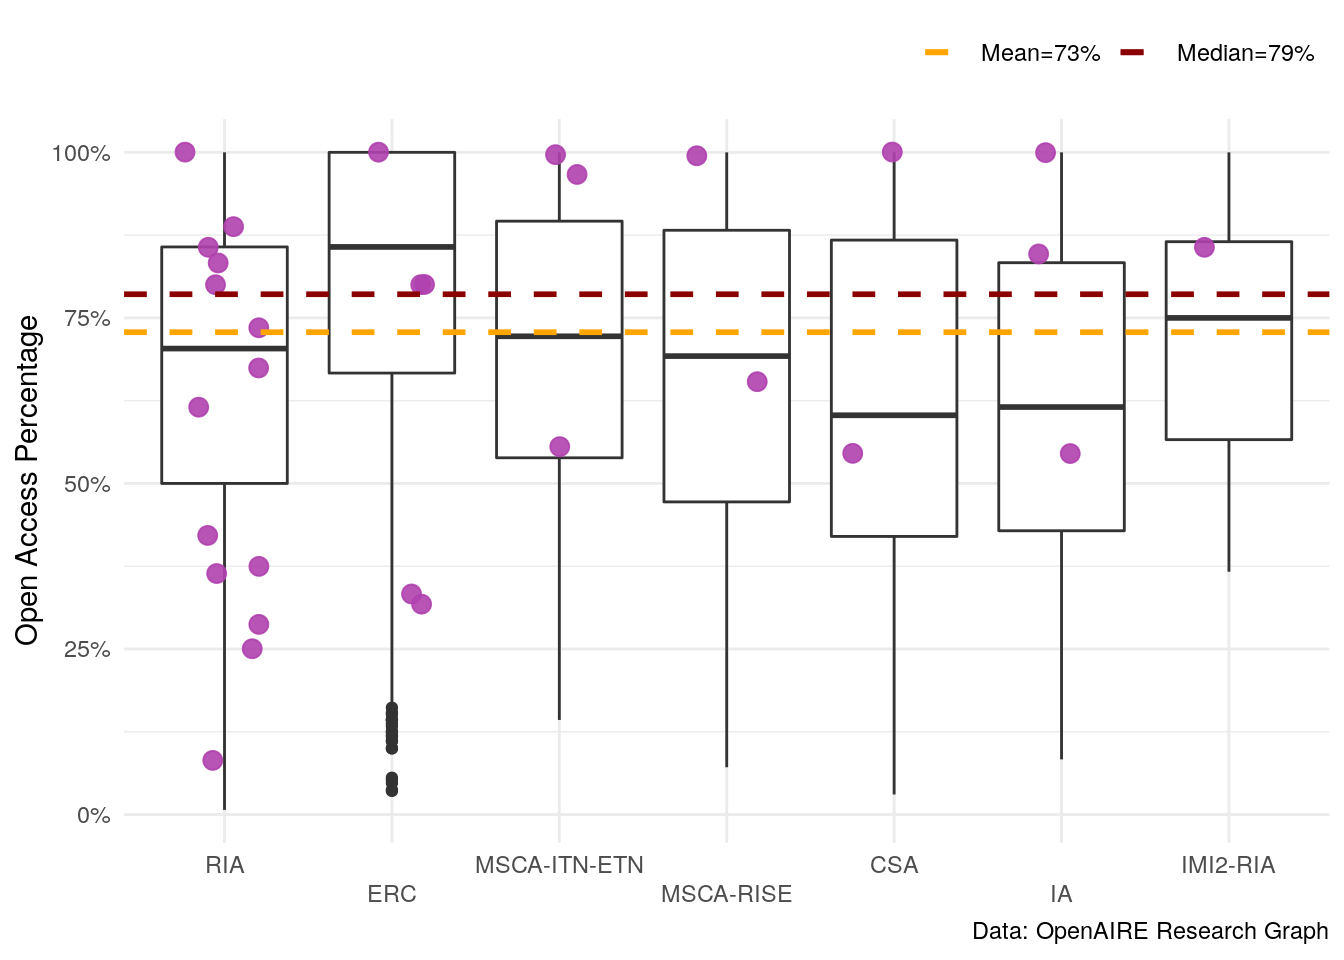 Mean=73% Median=79%
Open Access Percentage
100%
75%
50%
25%
0%
RIA
ERC
MSCA-ITN-ETN
MSCA-RISE
CSA
IA
IMI2-RIA
Data: OpenAIRE Research Graph